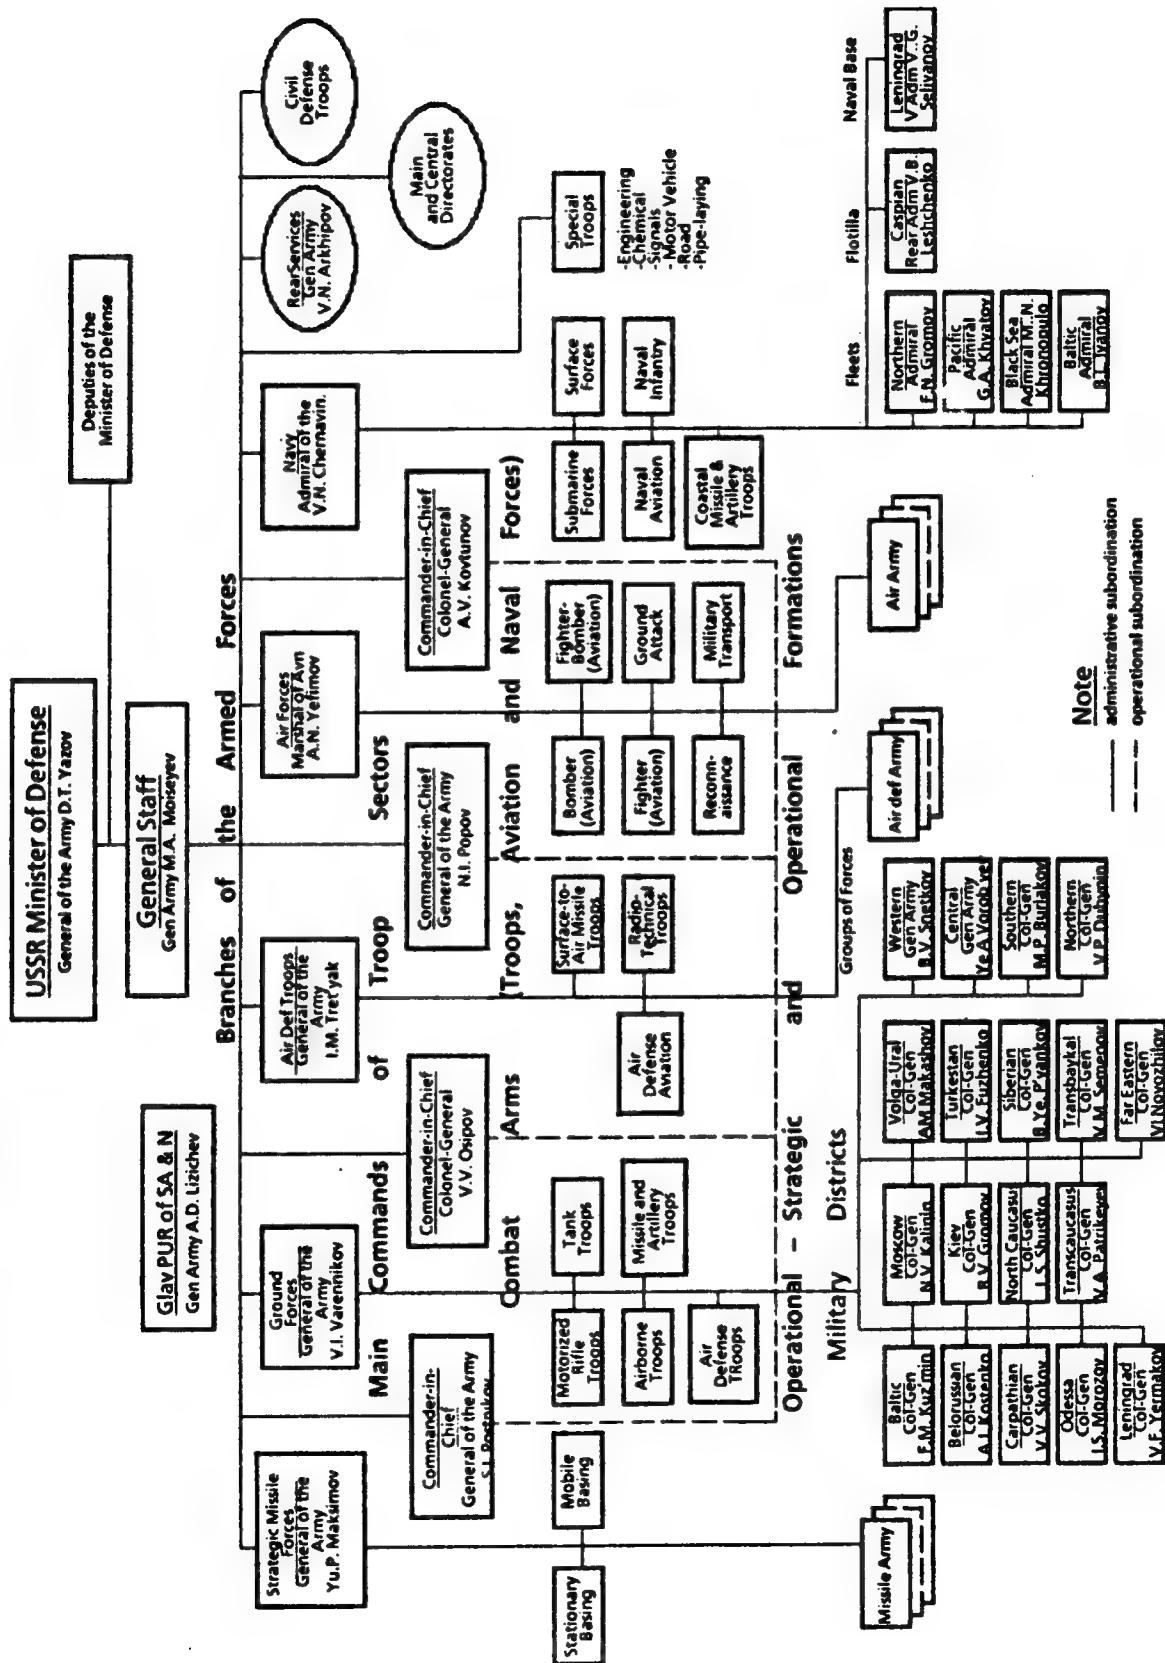 USSR Minister of Defense
General of the Army D.T. Yazov
Deputies of the
Minister of Defense
Glav PUR of SA & N
Gen Army A.D. Lizichev
General Staff
Gen Army M.A. Moiseyev
Branches of the Armed Forces
Strategic Missile
Forces
General of the
Army
Yu.P. Maksimov
Ground
Forces
General of the
Army
V.I. Varennikov
Air Def Troops
General of the
Army
I.M. Tret'yak
Air Forces
Marshal of Avn
A.N. Yefimov
Navy
Admiral of the
V.N. Chernavin.
RearServices
Gen Army
V.N. Arkhipov
Civil
Defense
Troops
Main
and Central
Directorates
Main Commands of Troop Sectors
Commander-in-
Chief
General of the Army
S.I. Postnikov
Commander-in-Chief
Colonel-General
V.V. Osipov
Commander-in-Chief
General of the Army
N.I. Popov
Commander-in-Chief
Colonel-General
A.V. Kovtunov
Combat Arms (Troops, Aviation and Naval Forces)
Stationary
Basing
Mobile
Basing
Motorized
Rifle
Troops
Tank
Troops
Airborne
Troops
Missile and
Artillery
Troops
Air
Defense
TRoops
Surface-to-
Air Missile
Troops
Air
Defense
Aviation
Radio-
Technical
Troops
Bomber
(Aviation)
Fighter-
Bomber
(Aviation)
Fighter
(Aviation)
Ground
Attack
Reconn-
aissance
Military
Transport
Submarine
Forces
Surface
Forces
Naval
Aviation
Naval
Infantry
Coastal
Missile &
Artillery
Troops
Special
Troops
-Engineering
-Chemical
-Signals
- Motor Vehicle
-Road
-Pipe-laying
Operational – Strategic and Operational Formations
Military Districts
Groups of Forces
Fleets
Flotilla
Naval Base
Missile Army
Baltic
Col-Gen
F.M. Kuz'min
Belorussian
Col-Gen
A.I. Kostenko
Carpathian
Col-Gen
V.V. Skokov
Odessa
Col-Gen
I.S. Morozov
Leningrad
Col-Gen
V.F. Yermakov
Moscow
Col-Gen
N.V. Kalinin
Kiev
Col-Gen
B.V. Gromov
North Caucasus
Col-Gen
L.S. Shustko
Transcaucasus
Col-Gen
V.A. Patrikeyev
Volga-Ural
Col-Gen
AM Makashov
Turkestan
Col-Gen
I.V. Fuzhenko
Siberian
Col-Gen
B.Ye. P'yankov
Transbaykal
Col-Gen
V.M. Semenov
Far Eastern
Col-Gen
VI Novozhilov
Western
Gen Army
B.V. Snetkov
Central
Gen Army
Ye A Vorob'yev
Southern
Col-Gen
M.P. Burlakov
Northern
Col-Gen
V.P. Dubynin
Air def Army
Air Army
Northern
Admiral
F.N. Gromov
Pacific
Admiral
G.A. Khvatov
Black Sea
Admiral M..N.
Khronopulo
Baltic
Admiral
Ivanov
Caspian
Rear Adm V.B.
Leshchenko
Leningrad
V Adm V..G.
Selivanov
Note
administrative subordination
operational subordination